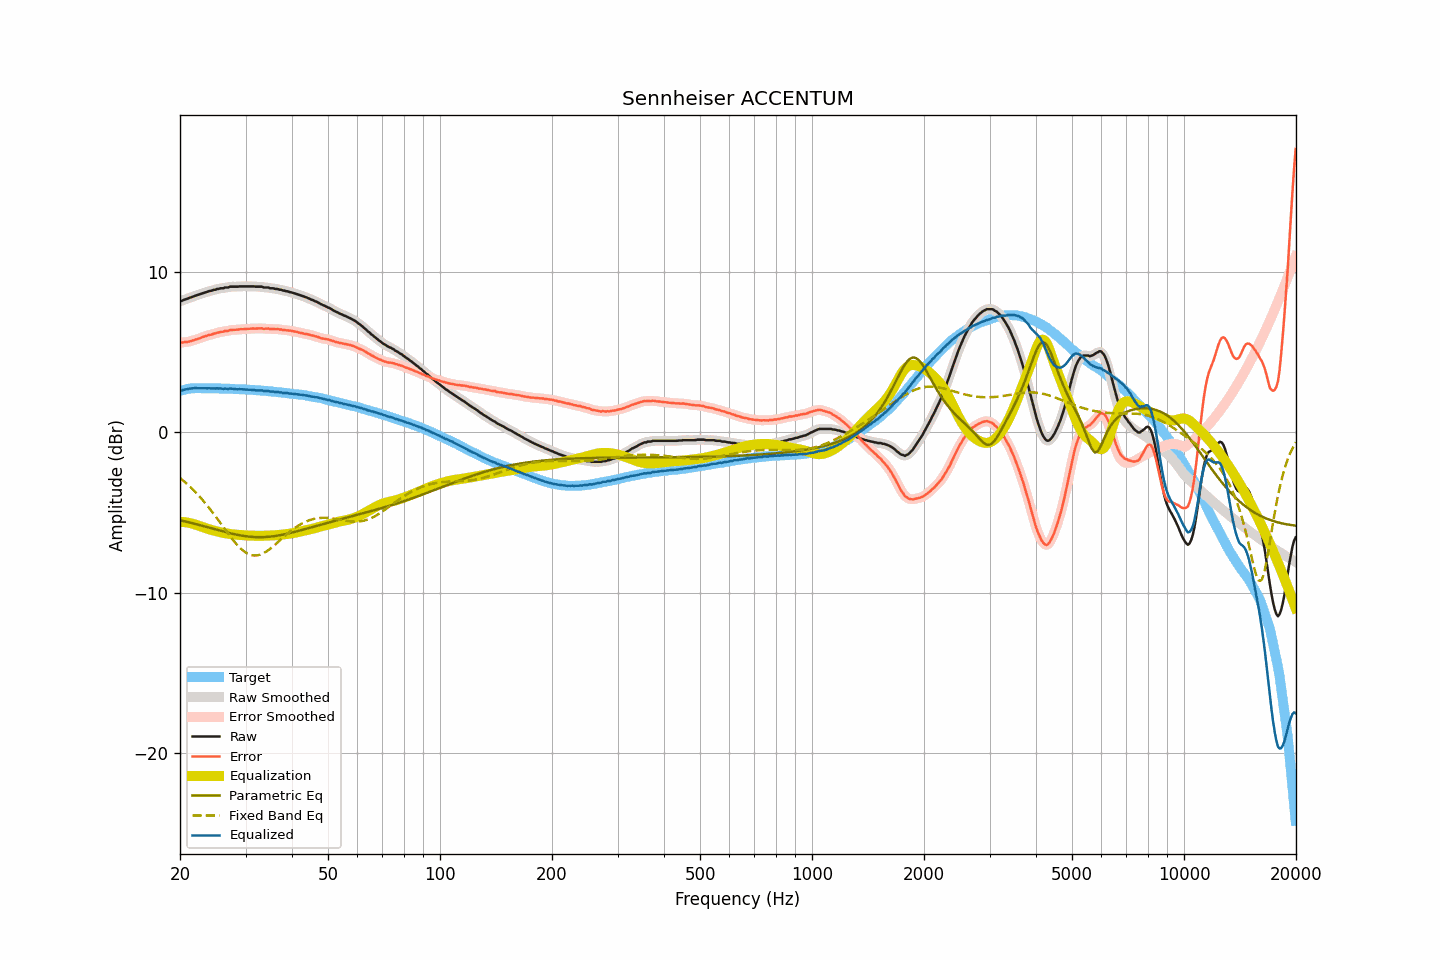 Sennheiser ACCENTUM
Amplitude (dBr)
10
0
−10
−20
Target
Raw Smoothed
Error Smoothed
Raw
Error
Equalization
Parametric Eq
Fixed Band Eq
Equalized
20 50 100 200 500 1000 2000 5000 10000 20000
Frequency (Hz)